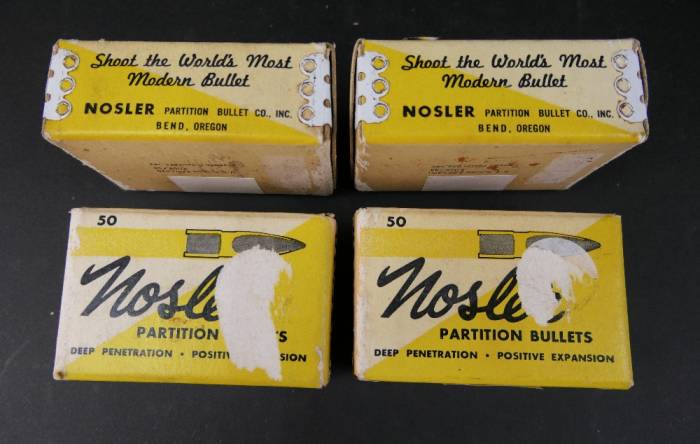 Shoot the World's Most
Modern Bullet
NOSLER PARTITION BULLET CO., INC.
BEND, OREGON
Shoot the World's Most
Modern Bullet
NOSLER PARTITION BULLET CO., INC.
BEND, OREGON
50
PARTITION
DEEP PENETRATION • POSITIVE
50
Nosler
PARTITION BULLETS
DEEP PENETRATION • POSITIVE EXPANSION